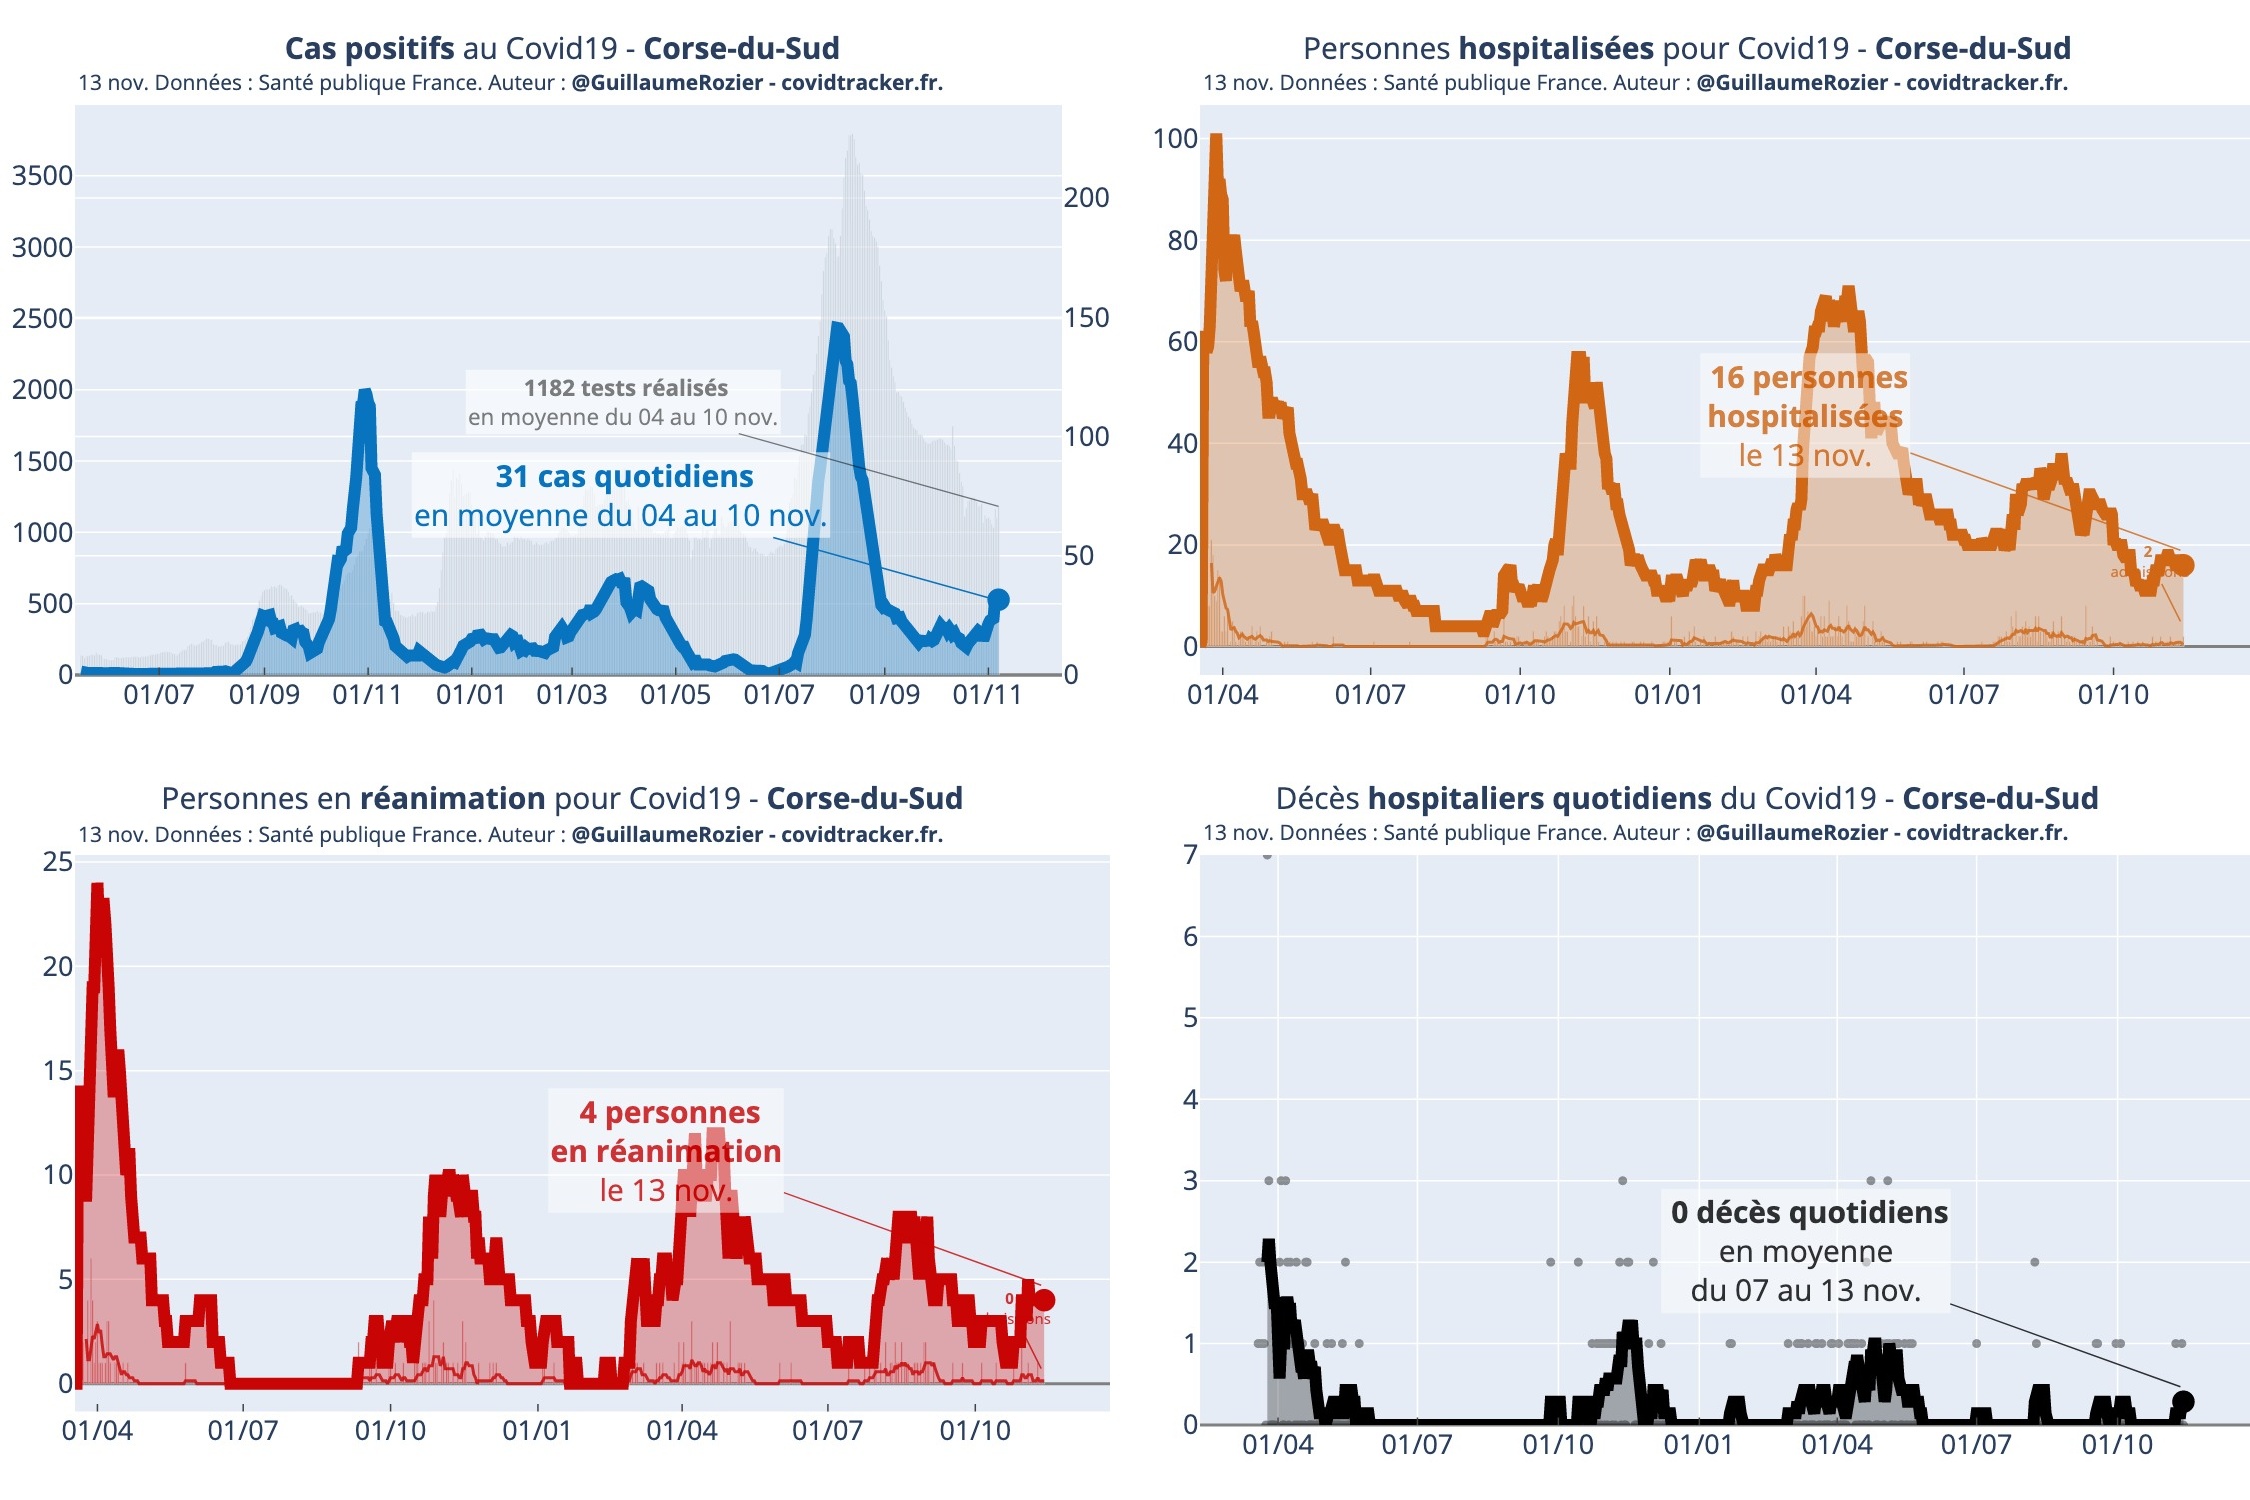 Cas positifs au Covid19 - Corse-du-Sud
13 nov. Données : Santé publique France. Auteur : @GuillaumeRozier - covidtracker.fr.
3500
3000
2500
2000
1500
1000
500
0
200
150
100
50
0
1182 tests réalisés
en moyenne du 04 au 10 nov.
31 cas quotidiens
en moyenne du 04 au 10 nov.
01/07 01/09 01/11 01/01 01/03 01/05 01/07 01/09 01/11
Personnes hospitalisées pour Covid19 - Corse-du-Sud
13 nov. Données : Santé publique France. Auteur : @GuillaumeRozier - covidtracker.fr.
100
80
60
40
20
0
16 personnes
hospitalisées
le 13 nov.
2
01/04 01/07 01/10 01/01 01/04 01/07 01/10
Personnes en réanimation pour Covid19 - Corse-du-Sud
13 nov. Données : Santé publique France. Auteur : @GuillaumeRozier - covidtracker.fr.
25
20
15
10
5
0
4 personnes
en réanimation
le 13 nov.
0
01/04 01/07 01/10 01/01 01/04 01/07 01/10
Décès hospitaliers quotidiens du Covid19 - Corse-du-Sud
13 nov. Données : Santé publique France. Auteur : @GuillaumeRozier - covidtracker.fr.
7
6
5
4
3
2
1
0
0 décès quotidiens
en moyenne
du 07 au 13 nov.
01/04 01/07 01/10 01/01 01/04 01/07 01/10